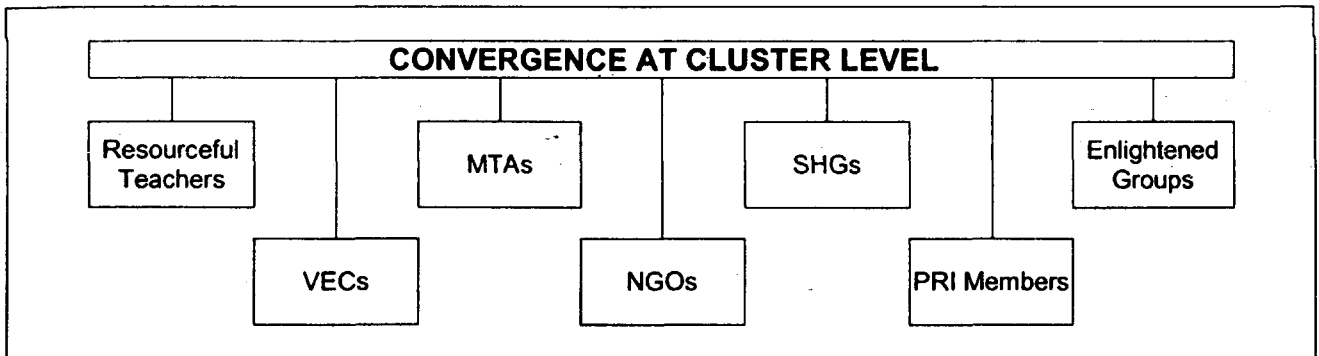 CONVERGENCE AT CLUSTER LEVEL
Resourceful
Teachers
MTAs
SHGs
Enlightened
Groups
VECs
NGOs
PRI Members